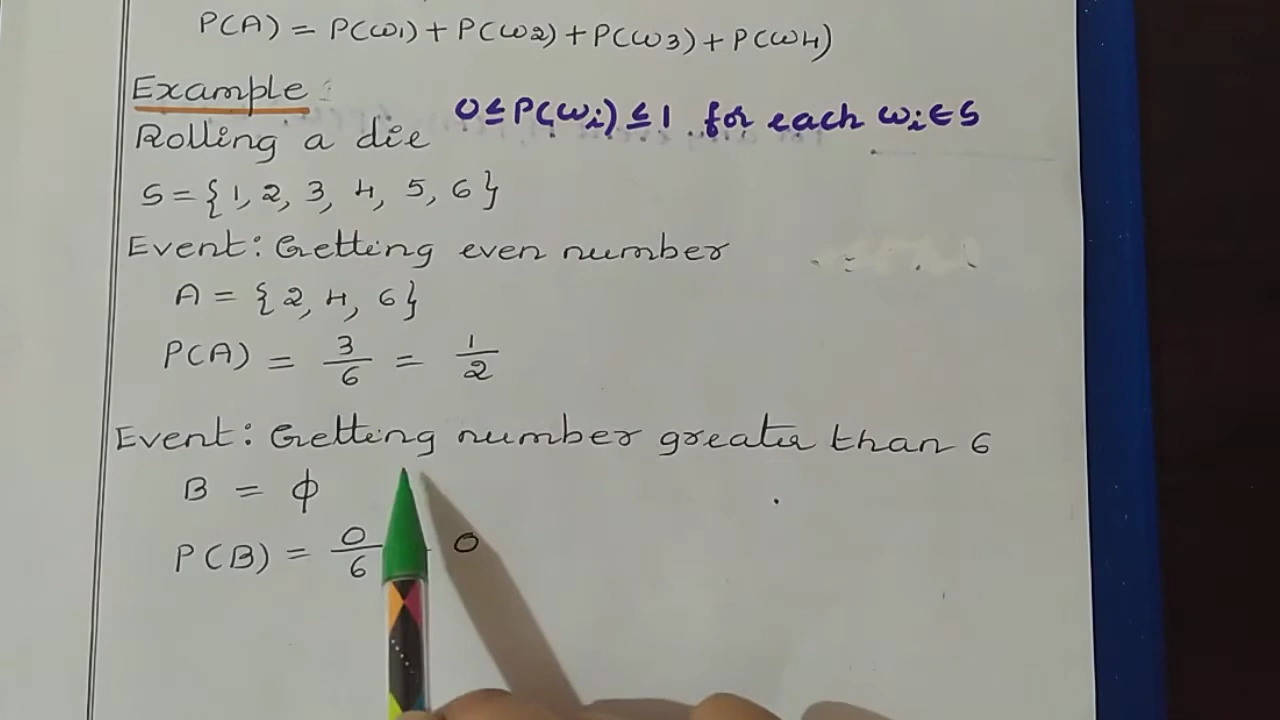 P(A) = P(ω1) + P(ω2) + P(ω3) + P(ω4)
Example:
0 ≤ P(ωi) ≤ 1 for each ωi ∈ S
Rolling a die
S = {1, 2, 3, 4, 5, 6}
Event: Getting even number
A = {2, 4, 6}
P(A) = 3/6 = 1/2
Event: Getting number greater than 6
B = ϕ
P(B) = 0/6 = 0